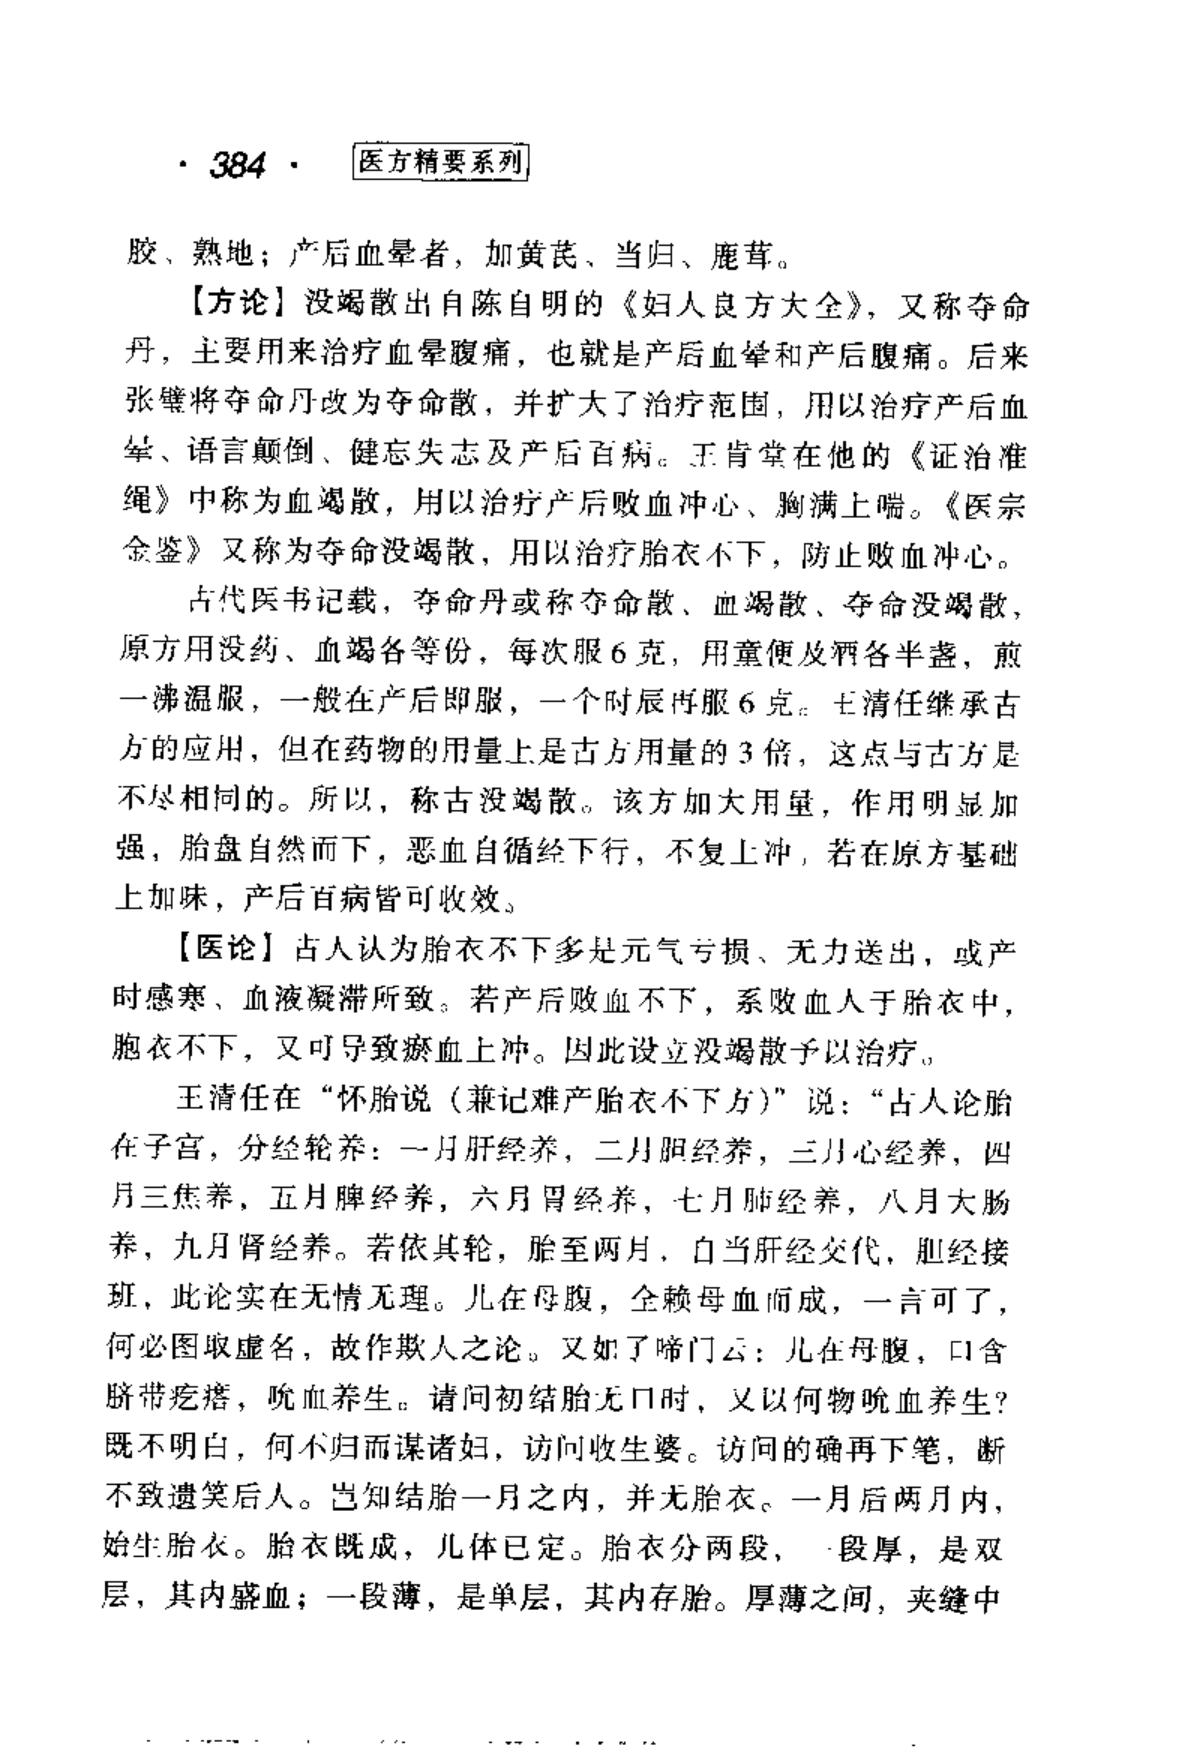 · 384 · 医方精要系列
胶、熟地；产后血晕者，加黄芪、当归、鹿茸。
【方论】没竭散出自陈自明的《妇人良方大全》，又称夺命
丹，主要用来治疗血晕腹痛，也就是产后血晕和产后腹痛。后来
张璧将夺命丹改为夺命散，并扩大了治疗范围，用以治疗产后血
晕、语言颠倒、健忘失志及产后百病。王肯堂在他的《证治准
绳》中称为血竭散，用以治疗产后败血冲心、胸满上喘。《医宗
金鉴》又称为夺命没竭散，用以治疗胎衣不下，防止败血冲心。
古代医书记载，夺命丹或称夺命散、血竭散、夺命没竭散，
原方用没药、血竭各等份，每次服6克，用童便及酒各半盏，煎
一沸温服，一般在产后即服，一个时辰再服6克。王清任继承古
方的应用，但在药物的用量上是古方用量的3倍，这点与古方是
不尽相同的。所以，称古没竭散。该方加大用量，作用明显加
强，胎盘自然而下，恶血自循经下行，不复上冲，若在原方基础
上加味，产后百病皆可收效。
【医论】古人认为胎衣不下多是元气亏损、无力送出，或产
时感寒、血液凝滞所致。若产后败血不下，系败血人于胎衣中，
胞衣不下，又可导致瘀血上冲。因此设立没竭散予以治疗。
王清任在“怀胎说（兼记难产胎衣不下方）”说：“古人论胎
在子宫，分经轮养：一月肝经养，二月胆经养，三月心经养，四
月三焦养，五月脾经养，六月胃经养，七月肺经养，八月大肠
养，九月肾经养。若依其轮，胎至两月，自当肝经交代，胆经接
班，此论实在无情无理。儿在母腹，全赖母血而成，一言可了，
何必图取虚名，故作欺人之论。又如了啼门云：儿在母腹，口含
脐带疙瘩，吮血养生。请问初结胎无口时，又以何物吮血养生？
既不明白，何不归而谋诸妇，访问收生婆。访问的确再下笔，断
不致遗笑后人。岂知结胎一月之内，并无胎衣。一月后两月内，
始生胎衣。胎衣既成，儿体已定。胎衣分两段，一段厚，是双
层，其内盛血；一段薄，是单层，其内存胎。厚薄之间，夹缝中